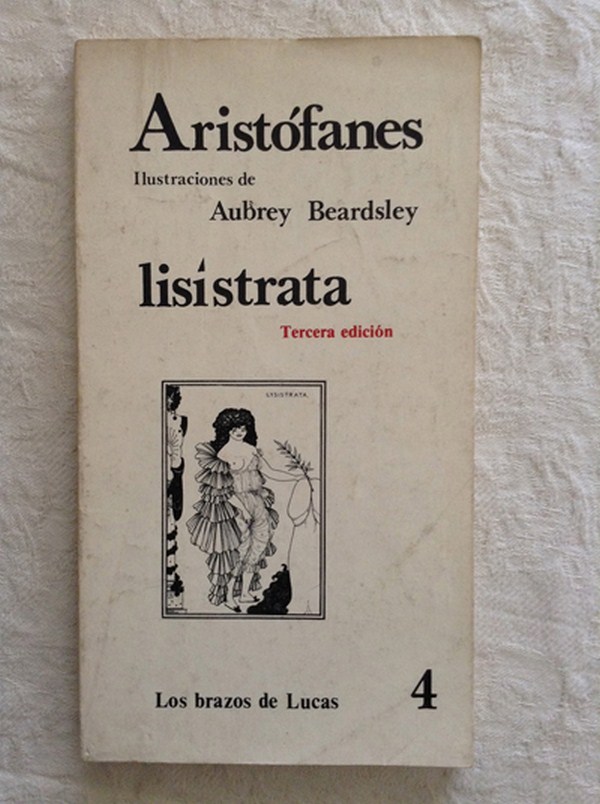 Aristófanes
Ilustraciones de
Aubrey Beardsley
lisístrata
Tercera edición
LYSISTRATA.
Los brazos de Lucas 4